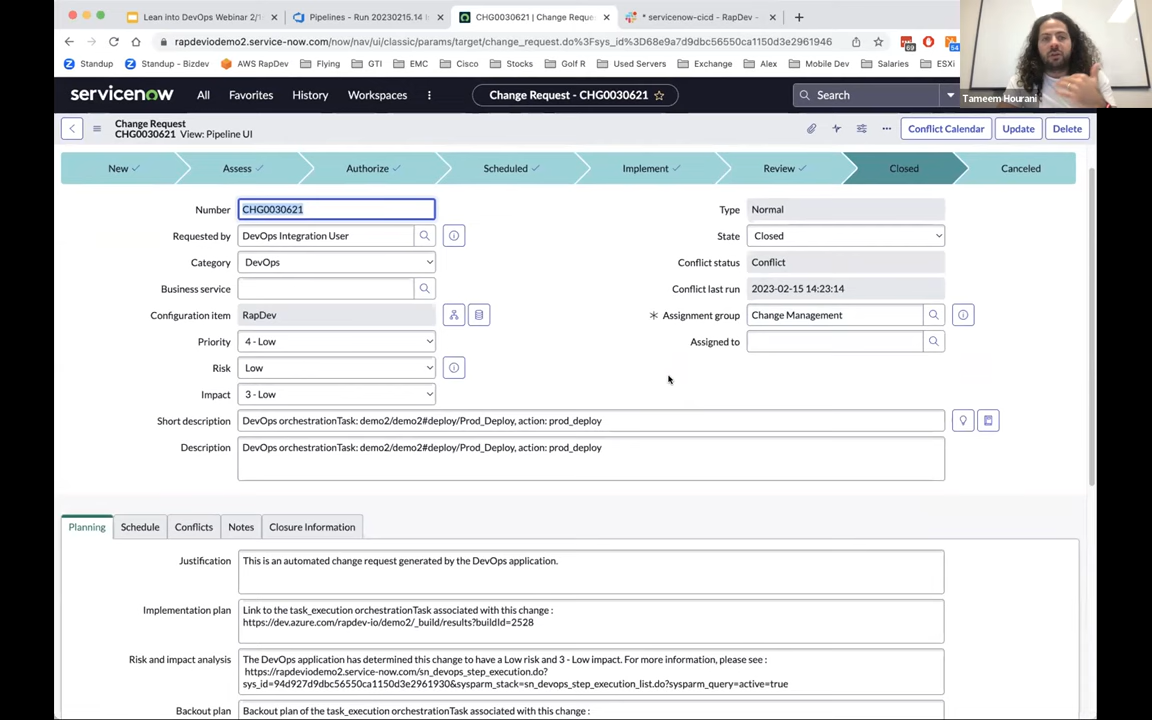 Lean into DevOps Webinar 2/1
Pipelines - Run 20230215.14 l
CHG0030621 | Change Reques
* servicenow-cicd - RapDev -
rapdeviodemo2.service-now.com/now/nav/ui/classic/params/target/change_request.do%3Fsys_id%3D68e9a7d9dbc56550ca1150d3e2961946
69
54
Standup
Standup - Bizdev
AWS RapDev
Flying
GTI
EMC
Cisco
Stocks
Golf R
Used Servers
Exchange
Alex
Mobile Dev
Salaries
ESXi
Tameem Hourani
servicenow
All
Favorites
History
Workspaces
Change Request - CHG0030621
Search
Change Request
CHG0030621 View: Pipeline UI
Conflict Calendar
Update
Delete
New
Assess
Authorize
Scheduled
Implement
Review
Closed
Canceled
Number CHG0030621
Type Normal
Requested by DevOps Integration User
State Closed
Category DevOps
Conflict status Conflict
Business service
Conflict last run 2023-02-15 14:23:14
Configuration item RapDev
Assignment group Change Management
Priority 4 - Low
Assigned to
Risk Low
Impact 3 - Low
Short description DevOps orchestrationTask: demo2/demo2#deploy/Prod_Deploy, action: prod_deploy
Description DevOps orchestrationTask: demo2/demo2#deploy/Prod_Deploy, action: prod_deploy
Planning
Schedule
Conflicts
Notes
Closure Information
Justification This is an automated change request generated by the DevOps application.
Implementation plan Link to the task_execution orchestrationTask associated with this change :
https://dev.azure.com/rapdev-io/demo2/_build/results?buildId=2528
Risk and impact analysis The DevOps application has determined this change to have a Low risk and 3 - Low impact. For more information, please see :
https://rapdeviodemo2.service-now.com/sn_devops_step_execution.do?
sys_id=94d927d9dbc56550ca1150d3e2961930&sysparm_stack=sn_devops_step_execution_list.do?sysparm_query=active=true
Backout plan Backout plan of the task_execution orchestrationTask associated with this change :